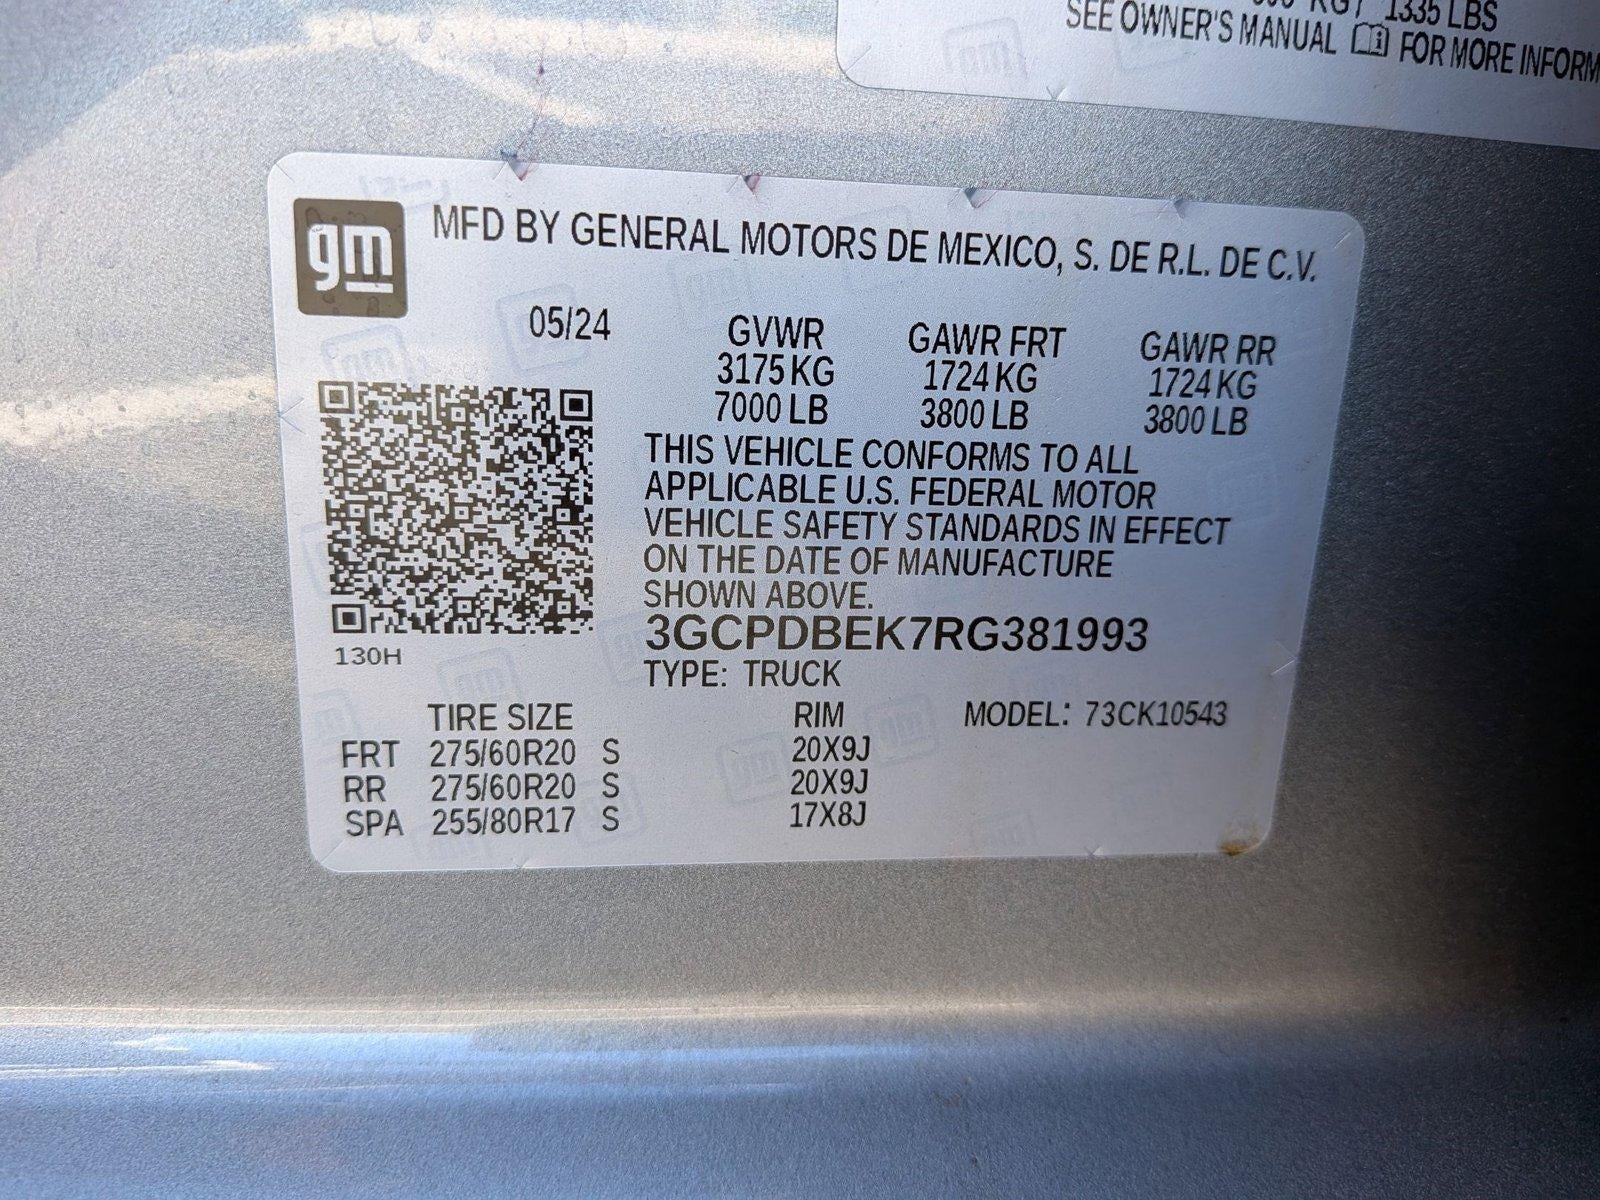 1335 LBS
SEE OWNER'S MANUAL FOR MORE
gm
MFD BY GENERAL MOTORS DE MEXICO, S. DE R.L. DE C.V.
05/24 GVWR GAWR FRT GAWR RR
3175 KG 1724 KG 1724 KG
7000 LB 3800 LB 3800 LB
THIS VEHICLE CONFORMS TO ALL
APPLICABLE U.S. FEDERAL MOTOR
VEHICLE SAFETY STANDARDS IN EFFECT
ON THE DATE OF MANUFACTURE
SHOWN ABOVE.
3GCPDBEK7RG381993
130H
TYPE: TRUCK
TIRE SIZE RIM MODEL: 73CK10543
FRT 275/60R20 S 20X9J
RR 275/60R20 S 20X9J
SPA 255/80R17 S 17X8J